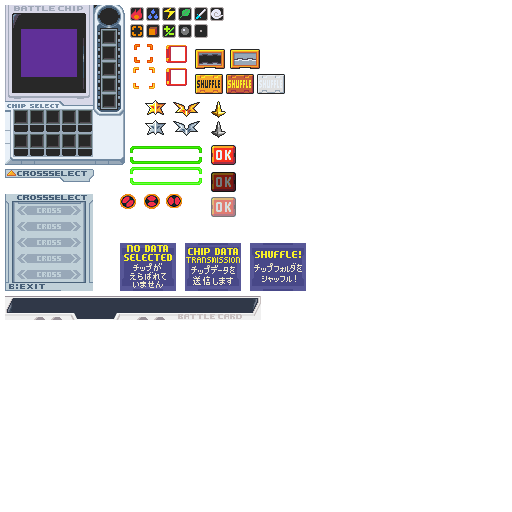 BATTLE CHIP
CHIP SELECT
SHUFFLE
SHUFFLE
OK
CROSSSELECT
OK
CROSSSELECT
OK
CROSS
CROSS
CROSS
CROSS
CROSS
B:EXIT
NO DATA
SELECTED
チップが
えらばれて
いません
CHIP DATA
TRANSMISSION
チップデータを
送信します
SHUFFLE!
チップフォルダを
シャッフル!
BATTLE CARD